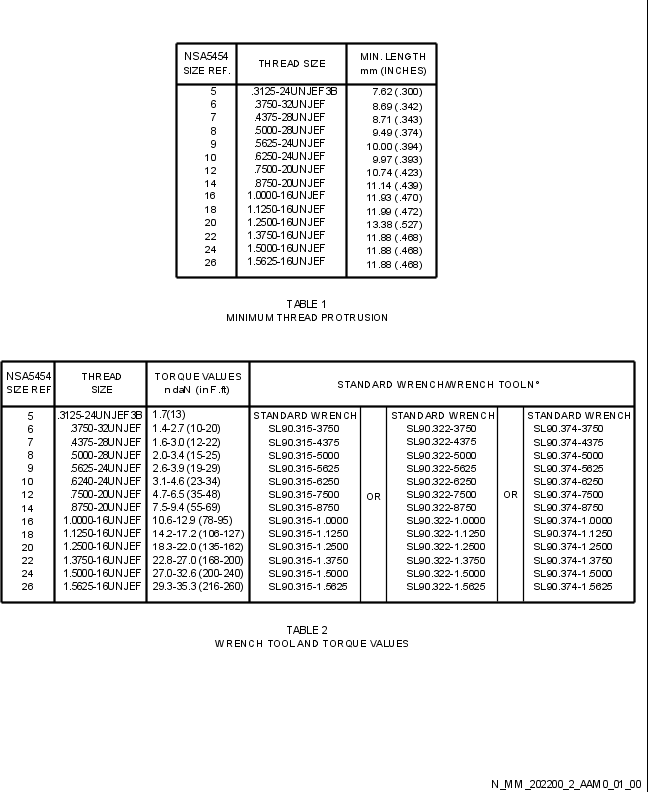 NSA5454 SIZE REF. THREAD SIZE MIN. LENGTH mm (INCHES)
5 .3125-24UNJEF3B 7.62 (.300)
6 .3750-32UNJEF 8.69 (.342)
7 .4375-28UNJEF 8.71 (.343)
8 .5000-28UNJEF 9.49 (.374)
9 .5625-24UNJEF 10.00 (.394)
10 .6250-24UNJEF 9.97 (.393)
12 .7500-20UNJEF 10.74 (.423)
14 .8750-20UNJEF 11.14 (.439)
16 1.0000-16UNJEF 11.93 (.470)
18 1.1250-16UNJEF 11.99 (.472)
20 1.2500-16UNJEF 13.38 (.527)
22 1.3750-16UNJEF 11.88 (.468)
24 1.5000-16UNJEF 11.88 (.468)
26 1.5625-16UNJEF 11.88 (.468)
TABLE 1
MINIMUM THREAD PROTRUSION
NSA5454 SIZE REF THREAD SIZE TORQUE VALUES n daN (in F.ft) STANDARD WRENCH/WRENCH TOOLN°
5 .3125-24UNJEF3B 1.7(13) STANDARD WRENCH STANDARD WRENCH STANDARD WRENCH
6 .3750-32UNJEF 1.4-2.7 (10-20) SL90.315-3750 SL90.322-3750 SL90.374-3750
7 .4375-28UNJEF 1.6-3.0 (12-22) SL90.315-4375 SL90.322-4375 SL90.374-4375
8 .5000-28UNJEF 2.0-3.4 (15-25) SL90.315-5000 SL90.322-5000 SL90.374-5000
9 .5625-24UNJEF 2.6-3.9 (19-29) SL90.315-5625 SL90.322-5625 SL90.374-5625
10 .6240-24UNJEF 3.1-4.6 (23-34) SL90.315-6250 SL90.322-6250 SL90.374-6250
12 .7500-20UNJEF 4.7-6.5 (35-48) SL90.315-7500 OR SL90.322-7500 OR SL90.374-7500
14 .8750-20UNJEF 7.5-9.4 (55-69) SL90.315-8750 SL90.322-8750 SL90.374-8750
16 1.0000-16UNJEF 10.6-12.9 (78-95) SL90.315-1.0000 SL90.322-1.0000 SL90.374-1.0000
18 1.1250-16UNJEF 14.2-17.2 (106-127) SL90.315-1.1250 SL90.322-1.1250 SL90.374-1.1250
20 1.2500-16UNJEF 18.3-22.0 (135-162) SL90.315-1.2500 SL90.322-1.2500 SL90.374-1.2500
22 1.3750-16UNJEF 22.8-27.0 (168-200) SL90.315-1.3750 SL90.322-1.3750 SL90.374-1.3750
24 1.5000-16UNJEF 27.0-32.6 (200-240) SL90.315-1.5000 SL90.322-1.5000 SL90.374-1.5000
26 1.5625-16UNJEF 29.3-35.3 (216-260) SL90.315-1.5625 SL90.322-1.5625 SL90.374-1.5625
TABLE 2
WRENCH TOOL AND TORQUE VALUES
N_MM_202200_2_AAM0_01_00